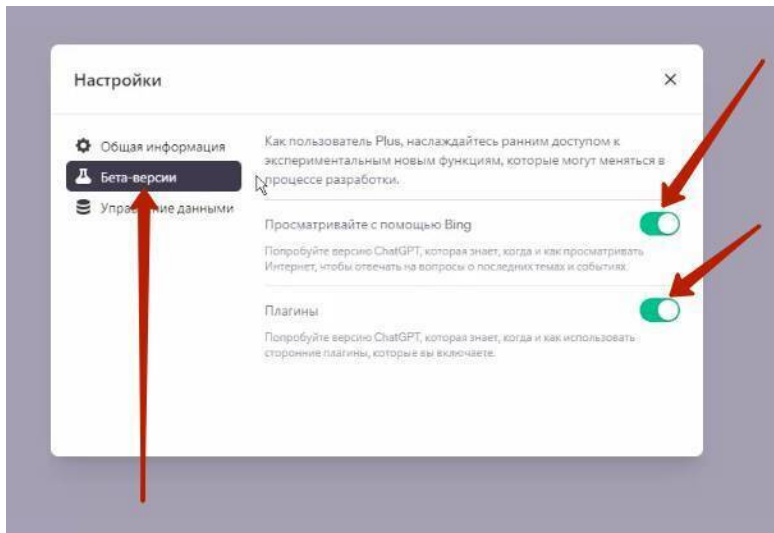 Настройки
Общая информация
Бета-версии
Управление данными
Как пользователь Plus, наслаждайтесь ранним доступом к
экспериментальным новым функциям, которые могут меняться в
процессе разработки.
Просматривайте с помощью Bing
Попробуйте версию ChatGPT, которая знает, когда и как просматривать
Интернет, чтобы отвечать на вопросы о последних темах и событиях.
Плагины
Попробуйте версию ChatGPT, которая знает, когда и как использовать
сторонние плагины, которые вы включаете.